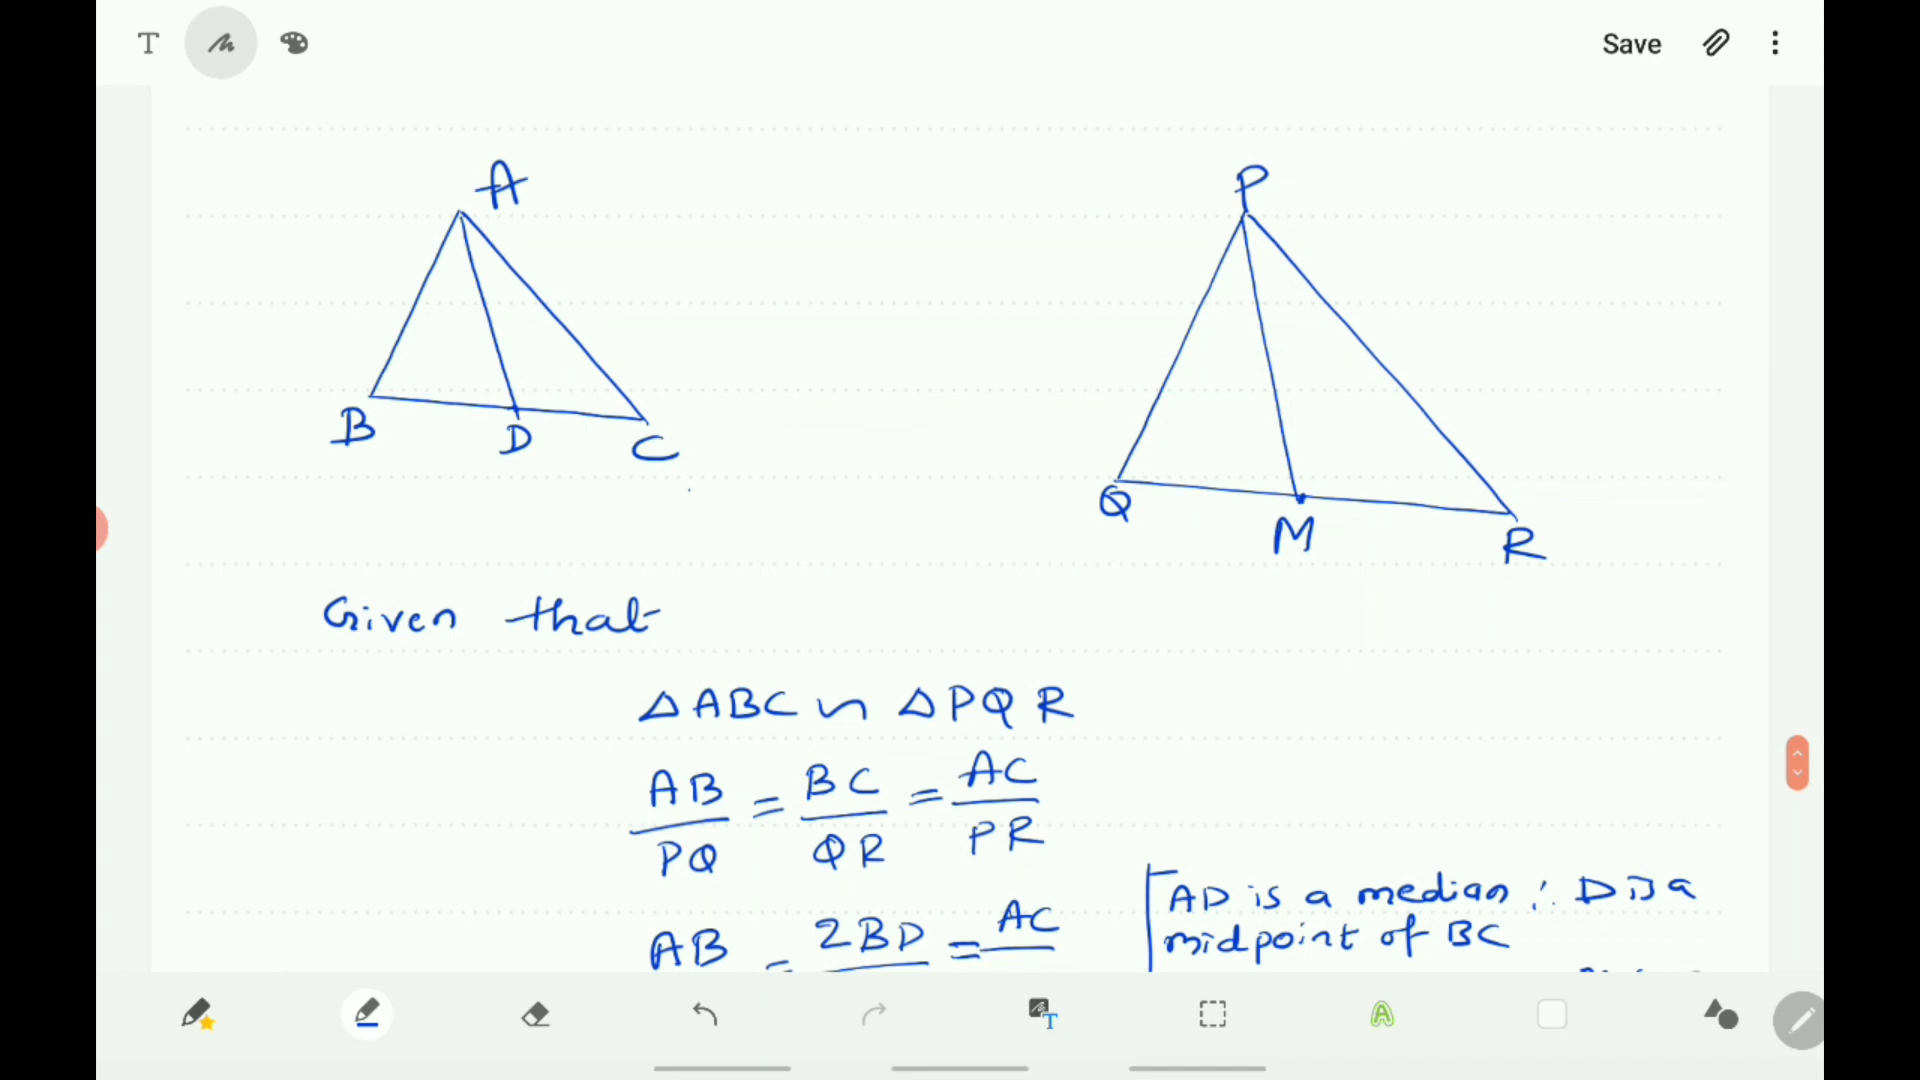 T
Save
A
P
B
D
C
Q
M
R
Given that
△ABC ∽ △PQR
AB/PQ = BC/QR = AC/PR
AD is a median ∴ D is a
midpoint of BC
AB = 2BD = AC
T
A